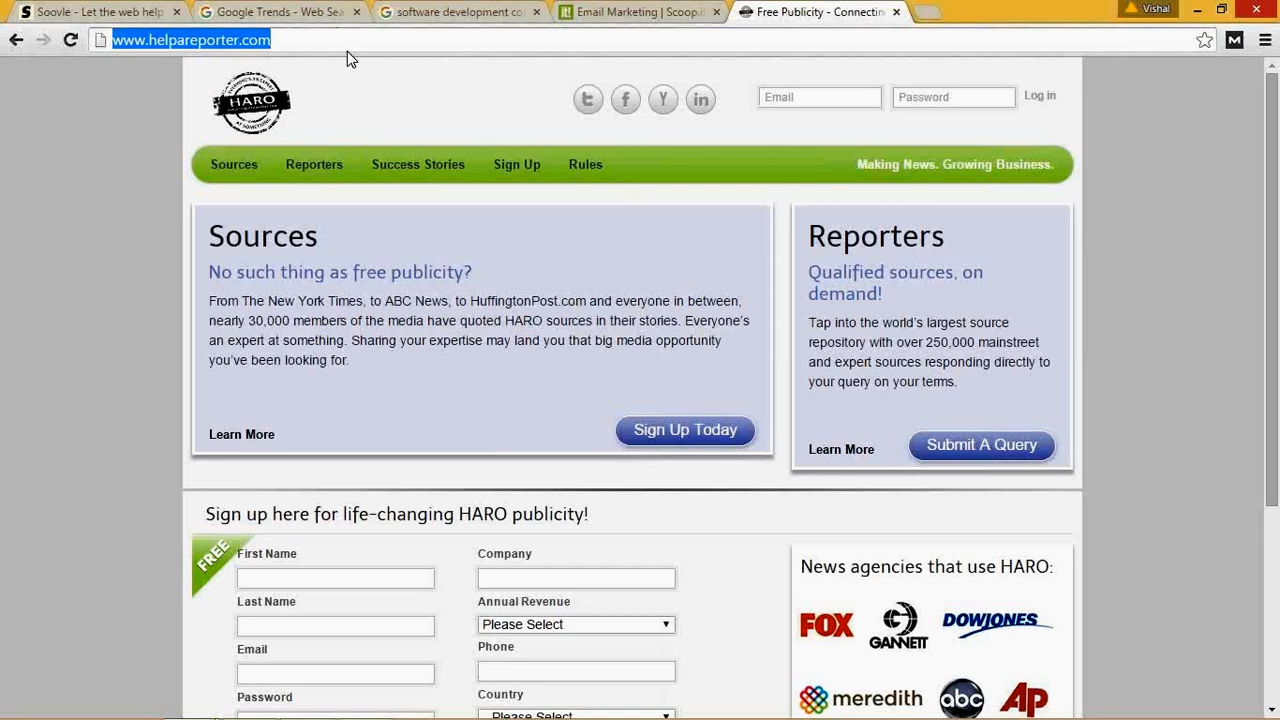 Soovle - Let the web help
Google Trends - Web Sea
software development co
Email Marketing | Scoop.i
Free Publicity - Connectin
Vishal
www.helpareporter.com
HARO
Email
Password
Log in
Sources
Reporters
Success Stories
Sign Up
Rules
Making News. Growing Business.
Sources
No such thing as free publicity?
From The New York Times, to ABC News, to HuffingtonPost.com and everyone in between,
nearly 30,000 members of the media have quoted HARO sources in their stories. Everyone's
an expert at something. Sharing your expertise may land you that big media opportunity
you've been looking for.
Learn More
Sign Up Today
Reporters
Qualified sources, on
demand!
Tap into the world's largest source
repository with over 250,000 mainstreet
and expert sources responding directly to
your query on your terms.
Learn More
Submit A Query
Sign up here for life-changing HARO publicity!
FREE
First Name
Company
Last Name
Annual Revenue
Please Select
Email
Phone
Password
Country
Please Select
News agencies that use HARO:
FOX
GANNETT
DOWJONES
meredith
abc
AP